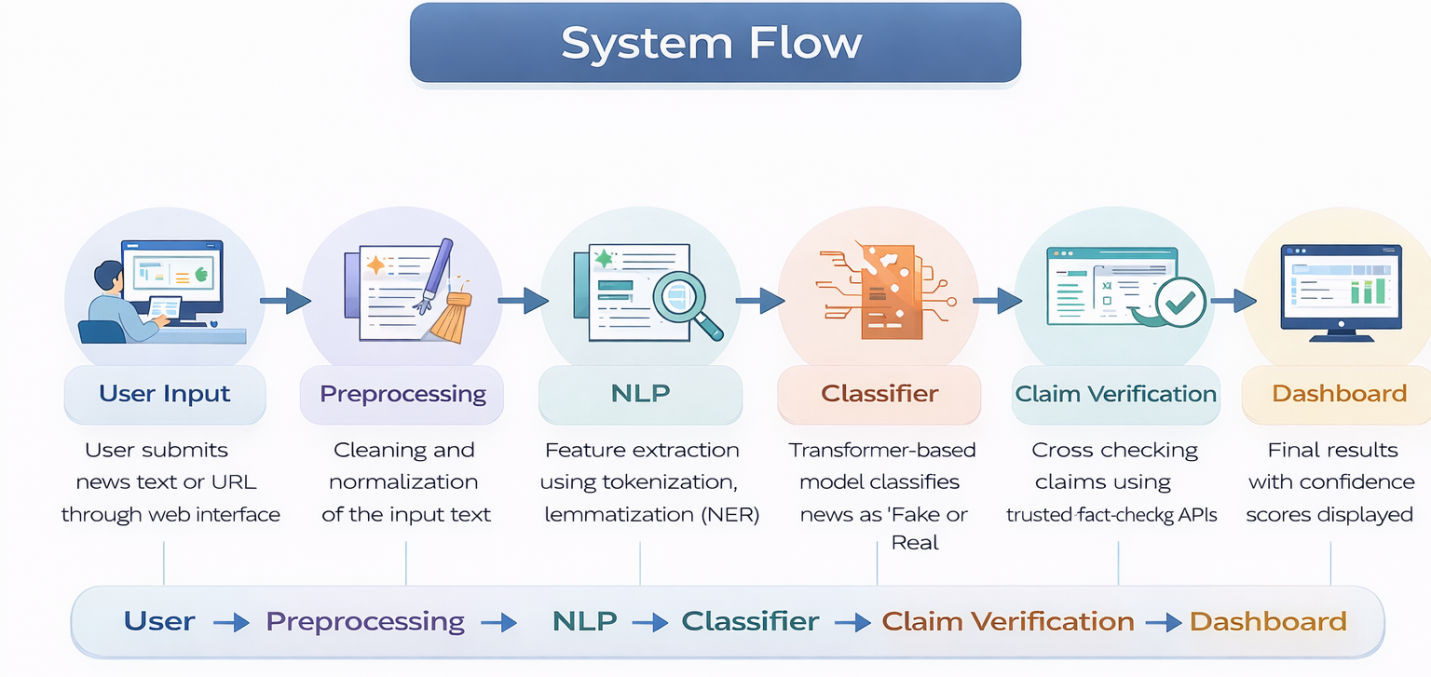 System Flow
User Input
User submits
news text or URL
through web interface
Preprocessing
Cleaning and
normalization
of the input text
NLP
Feature extraction
using tokenization,
lemmatization (NER)
Classifier
Transformer-based
model classifies
news as 'Fake or
Real
Claim Verification
Cross checking
claims using
trusted fact-checkg APIs
Dashboard
Final results
with confidence
scores displayed
User → Preprocessing → NLP → Classifier → Claim Verification → Dashboard